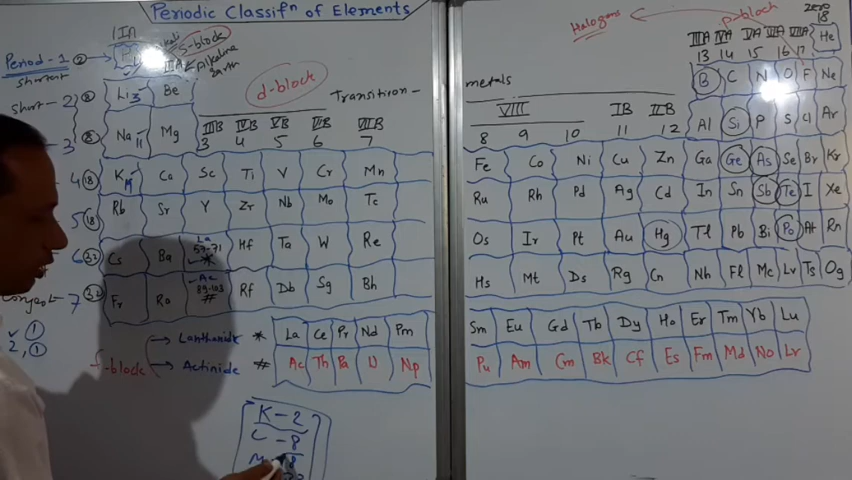 Periodic Classifⁿ of Elements
Halogens
p-block
zero
18
1
S-block
Period-1 2
shortest
Alkaline
earth
d-block
Transition -
metals
IIIA IVA VA VIA VIIA
13 14 15 16 17
He
IIIB IVB VB VIB VIIB
3 4 5 6 7
VIII IB IIB
8 9 10 11 12
short - 2 8 Li 3 Be
B C N O F Ne
3 8 Na 11 Mg
Al Si P S Cl Ar
4 18 K Ca Sc Ti V Cr Mn
Fe Co Ni Cu Zn Ga Ge As Se Br Kr
5 18 Rb Sr Y Zr Nb Mo Tc
Ru Rh Pd Ag Cd In Sn Sb Te I Xe
6 32 Cs Ba La 57-71 * Hf Ta W Re
Os Ir Pt Au Hg Tl Pb Bi Po At Rn
Longest - 7 32 Fr Ra Ac 89-103 # Rf Db Sg Bh
Hs Mt Ds Rg Cn Nh Fl Mc Lv Ts Og
1
2, 1
f-block
Lanthanide * La Ce Pr Nd Pm
Sm Eu Gd Tb Dy Ho Er Tm Yb Lu
Actinide # Ac Th Pa U Np
Pu Am Cm Bk Cf Es Fm Md No Lr
K - 2
L - 8
M - 18